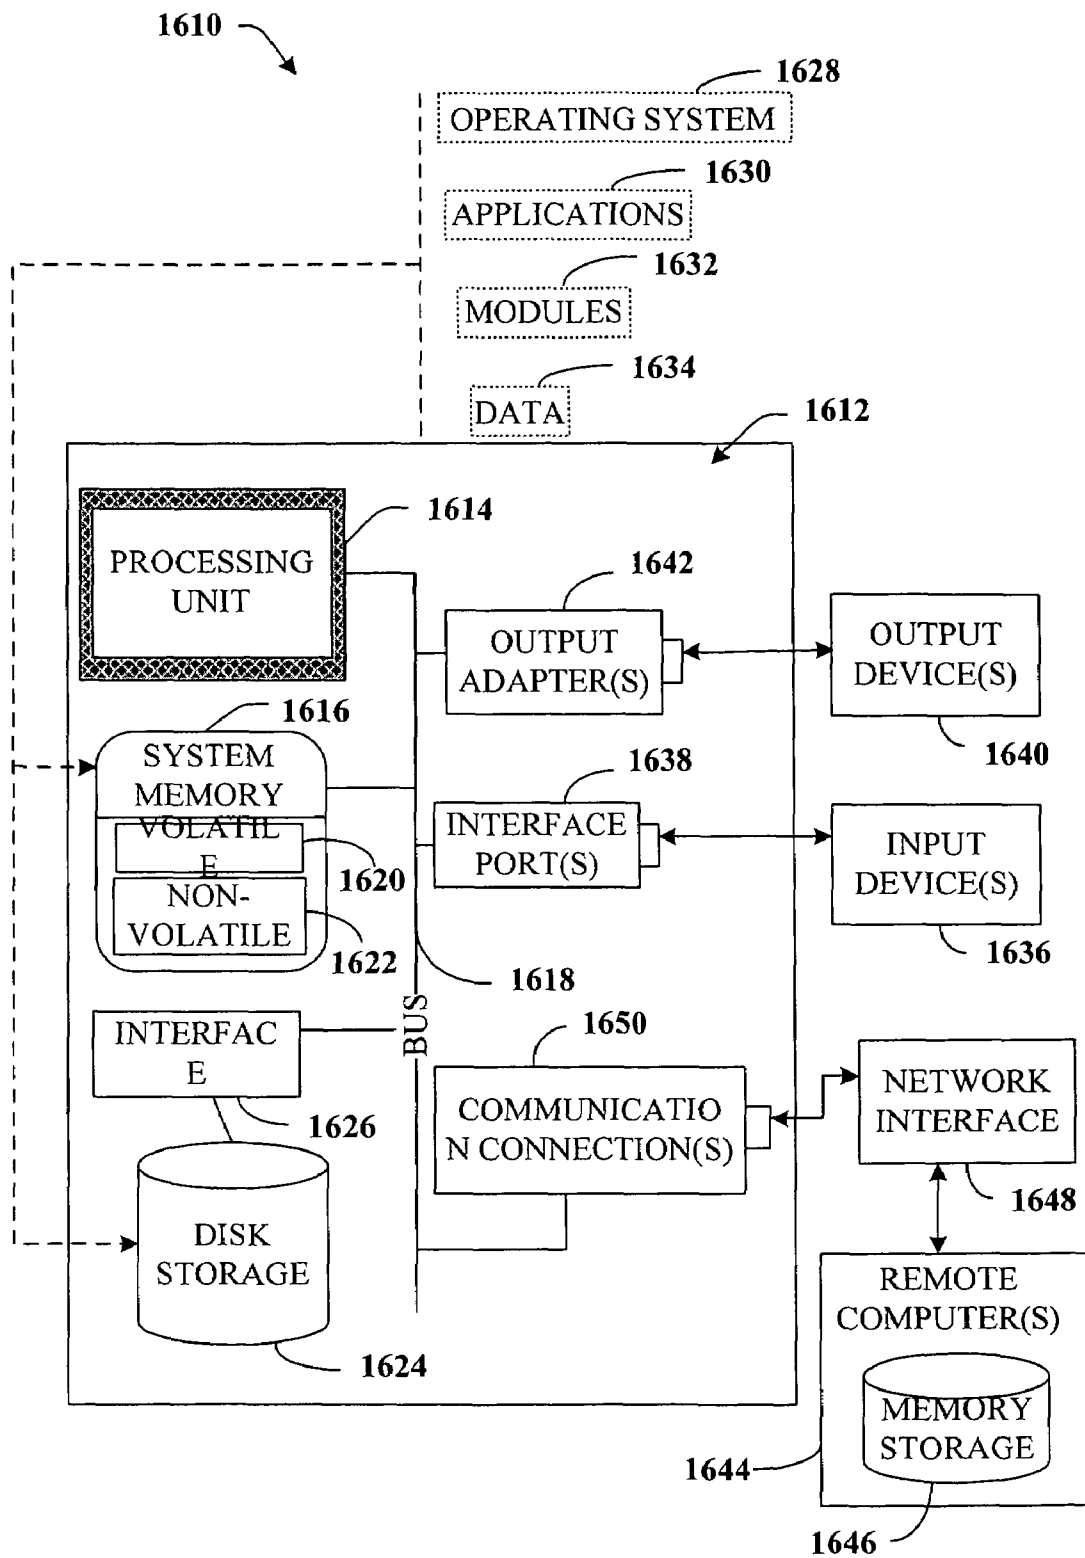 1610
1628
OPERATING SYSTEM
1630
APPLICATIONS
1632
MODULES
1634
DATA
1612
1614
PROCESSING
UNIT
1642
OUTPUT
ADAPTER(S)
OUTPUT
DEVICE(S)
1640
1616
SYSTEM
MEMORY
VOLATIL
E
1620
NON-
VOLATILE
1622
1638
INTERFACE
PORT(S)
INPUT
DEVICE(S)
1636
1618
BUS
INTERFAC
E
1626
1650
COMMUNICATIO
N CONNECTION(S)
NETWORK
INTERFACE
1648
DISK
STORAGE
1624
REMOTE
COMPUTER(S)
MEMORY
STORAGE
1644
1646